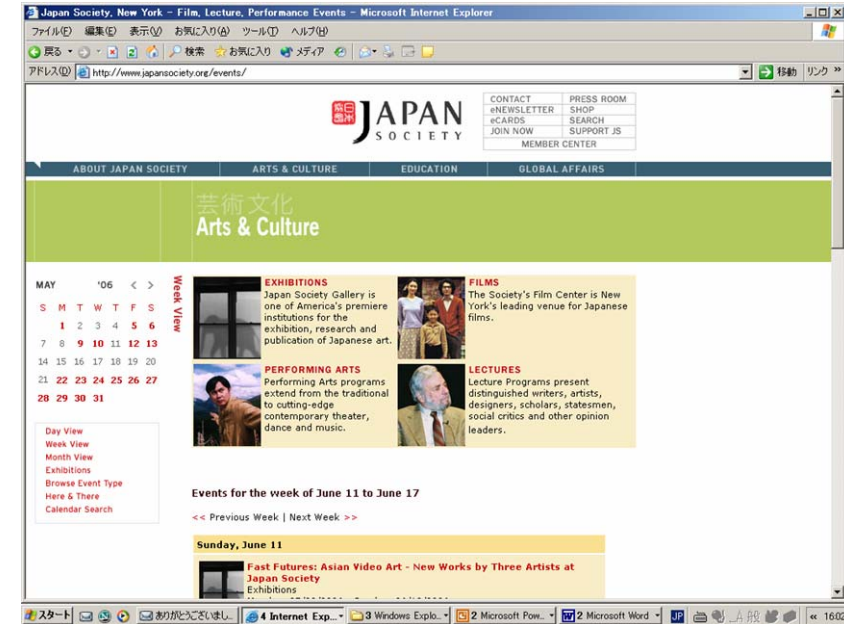 Japan Society, New York - Film, Lecture, Performance Events - Microsoft Internet Explorer
ファイル(F) 編集(E) 表示(V) お気に入り(A) ツール(T) ヘルプ(H)
戻る 検索 お気に入り メディア
アドレス(D) http://www.japansociety.org/events/ 移動 リンク »
JAPAN
SOCIETY
CONTACT PRESS ROOM
eNEWSLETTER SHOP
eCARDS SEARCH
JOIN NOW SUPPORT JS
MEMBER CENTER
ABOUT JAPAN SOCIETY ARTS & CULTURE EDUCATION GLOBAL AFFAIRS
芸術文化
Arts & Culture
MAY '06 < >
S M T W T F S
1 2 3 4 5 6
7 8 9 10 11 12 13
14 15 16 17 18 19 20
21 22 23 24 25 26 27
28 29 30 31
Week View
Day View
Week View
Month View
Exhibitions
Browse Event Type
Here & There
Calendar Search
EXHIBITIONS
Japan Society Gallery is
one of America's premiere
institutions for the
exhibition, research and
publication of Japanese art.
FILMS
The Society's Film Center is New
York's leading venue for Japanese
films.
PERFORMING ARTS
Performing Arts programs
extend from the traditional
to cutting-edge
contemporary theater,
dance and music.
LECTURES
Lecture Programs present
distinguished writers, artists,
designers, scholars, statesmen,
social critics and other opinion
leaders.
Events for the week of June 11 to June 17
<< Previous Week | Next Week >>
Sunday, June 11
Fast Futures: Asian Video Art - New Works by Three Artists at
Japan Society
Exhibitions
スタート ありがとうございまし... 4 Internet Exp... 3 Windows Explo... 2 Microsoft Pow... 2 Microsoft Word JP A 般 « 16:02